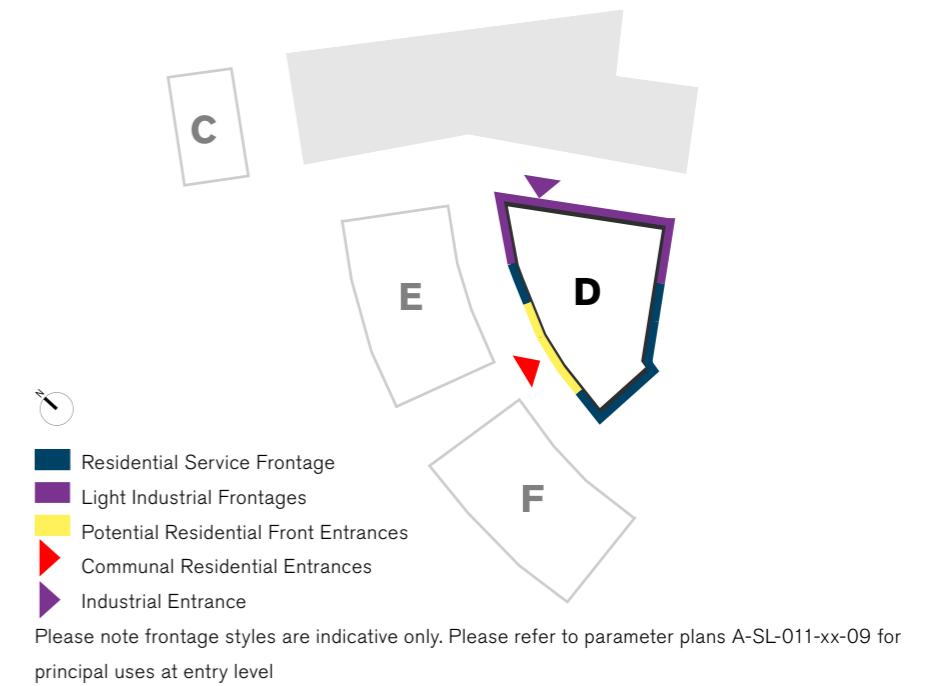 C
E
D
N
F
Residential Service Frontage
Light Industrial Frontages
Potential Residential Front Entrances
Communal Residential Entrances
Industrial Entrance
Please note frontage styles are indicative only. Please refer to parameter plans A-SL-011-xx-09 for
principal uses at entry level